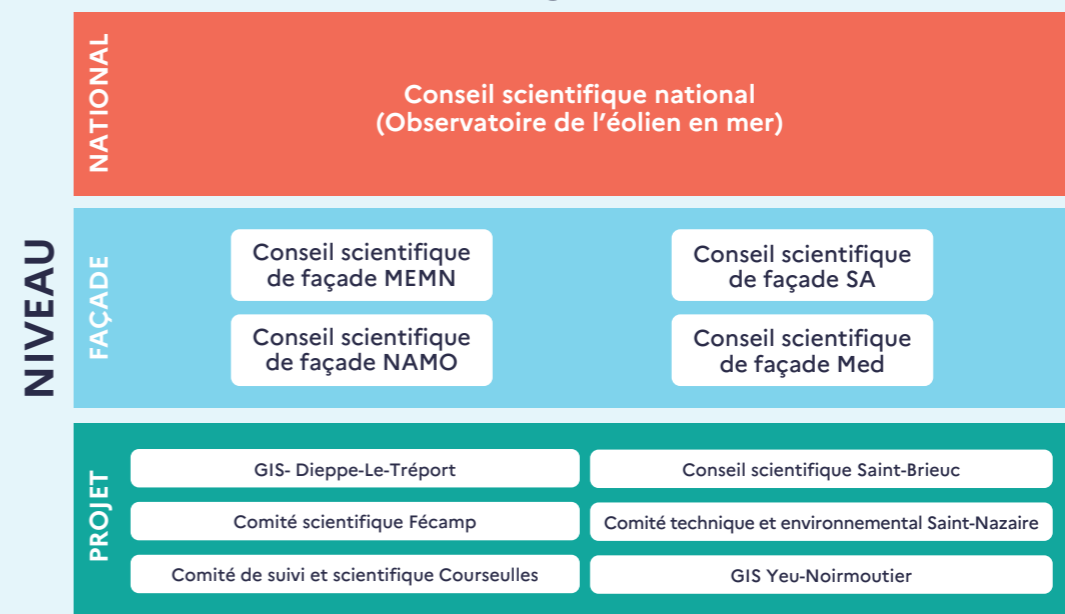 NIVEAU
NATIONAL
Conseil scientifique national
(Observatoire de l'éolien en mer)
FAÇADE
Conseil scientifique
de façade MEMN
Conseil scientifique
de façade SA
Conseil scientifique
de façade NAMO
Conseil scientifique
de façade Med
PROJET
GIS- Dieppe-Le-Tréport
Conseil scientifique Saint-Brieuc
Comité scientifique Fécamp
Comité technique et environnemental Saint-Nazaire
Comité de suivi et scientifique Courseulles
GIS Yeu-Noirmoutier